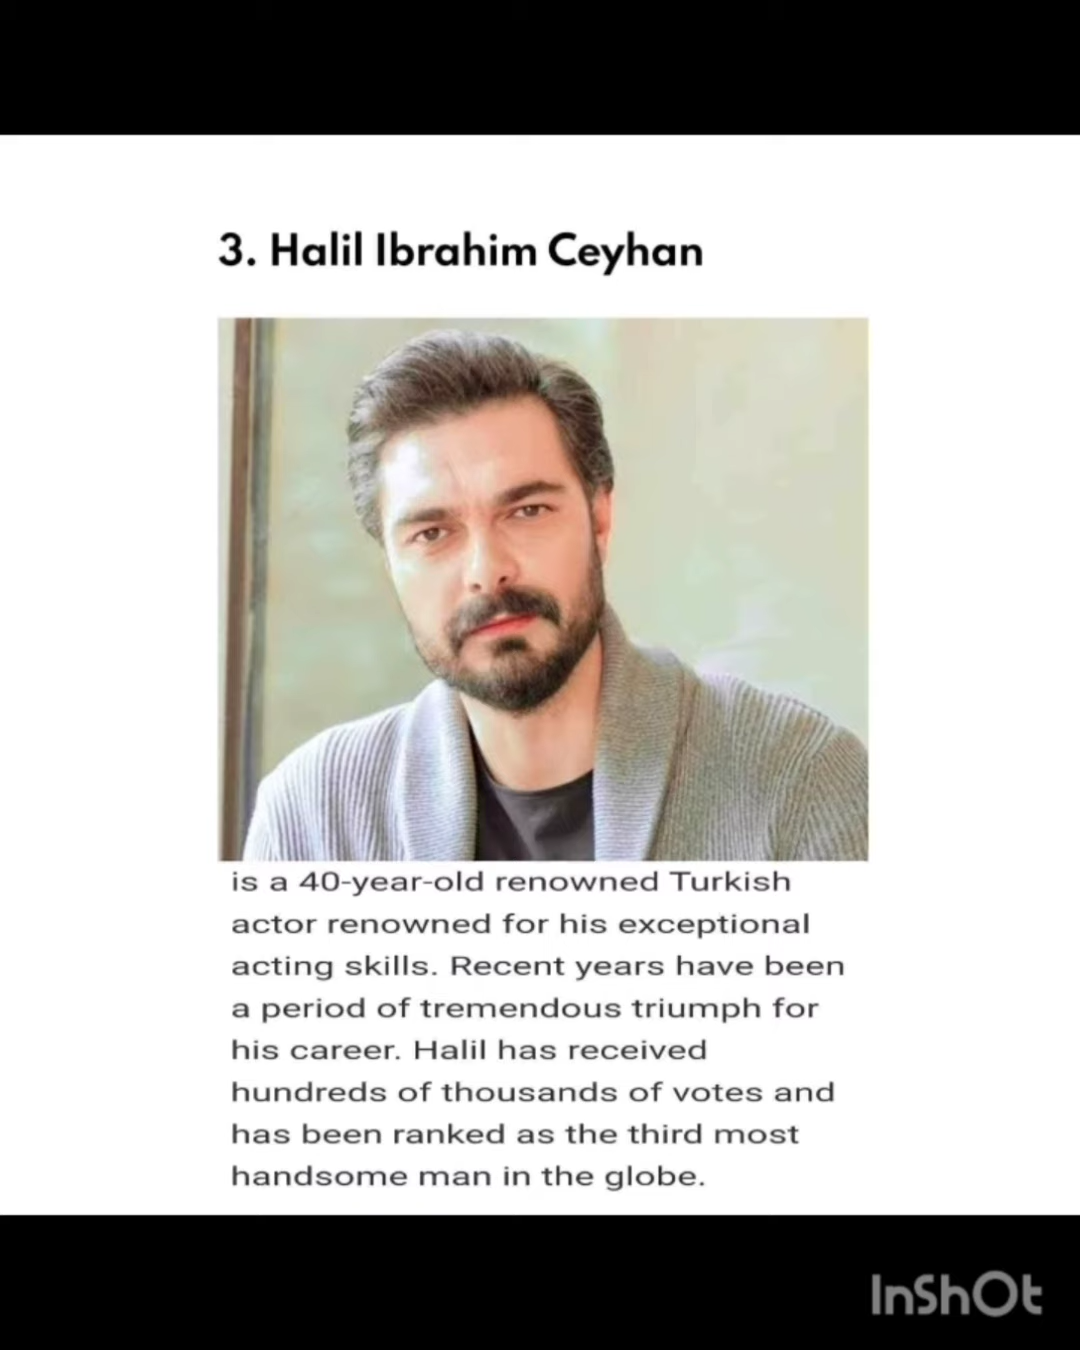 3. Halil Ibrahim Ceyhan
is a 40-year-old renowned Turkish
actor renowned for his exceptional
acting skills. Recent years have been
a period of tremendous triumph for
his career. Halil has received
hundreds of thousands of votes and
has been ranked as the third most
handsome man in the globe.
InShOt